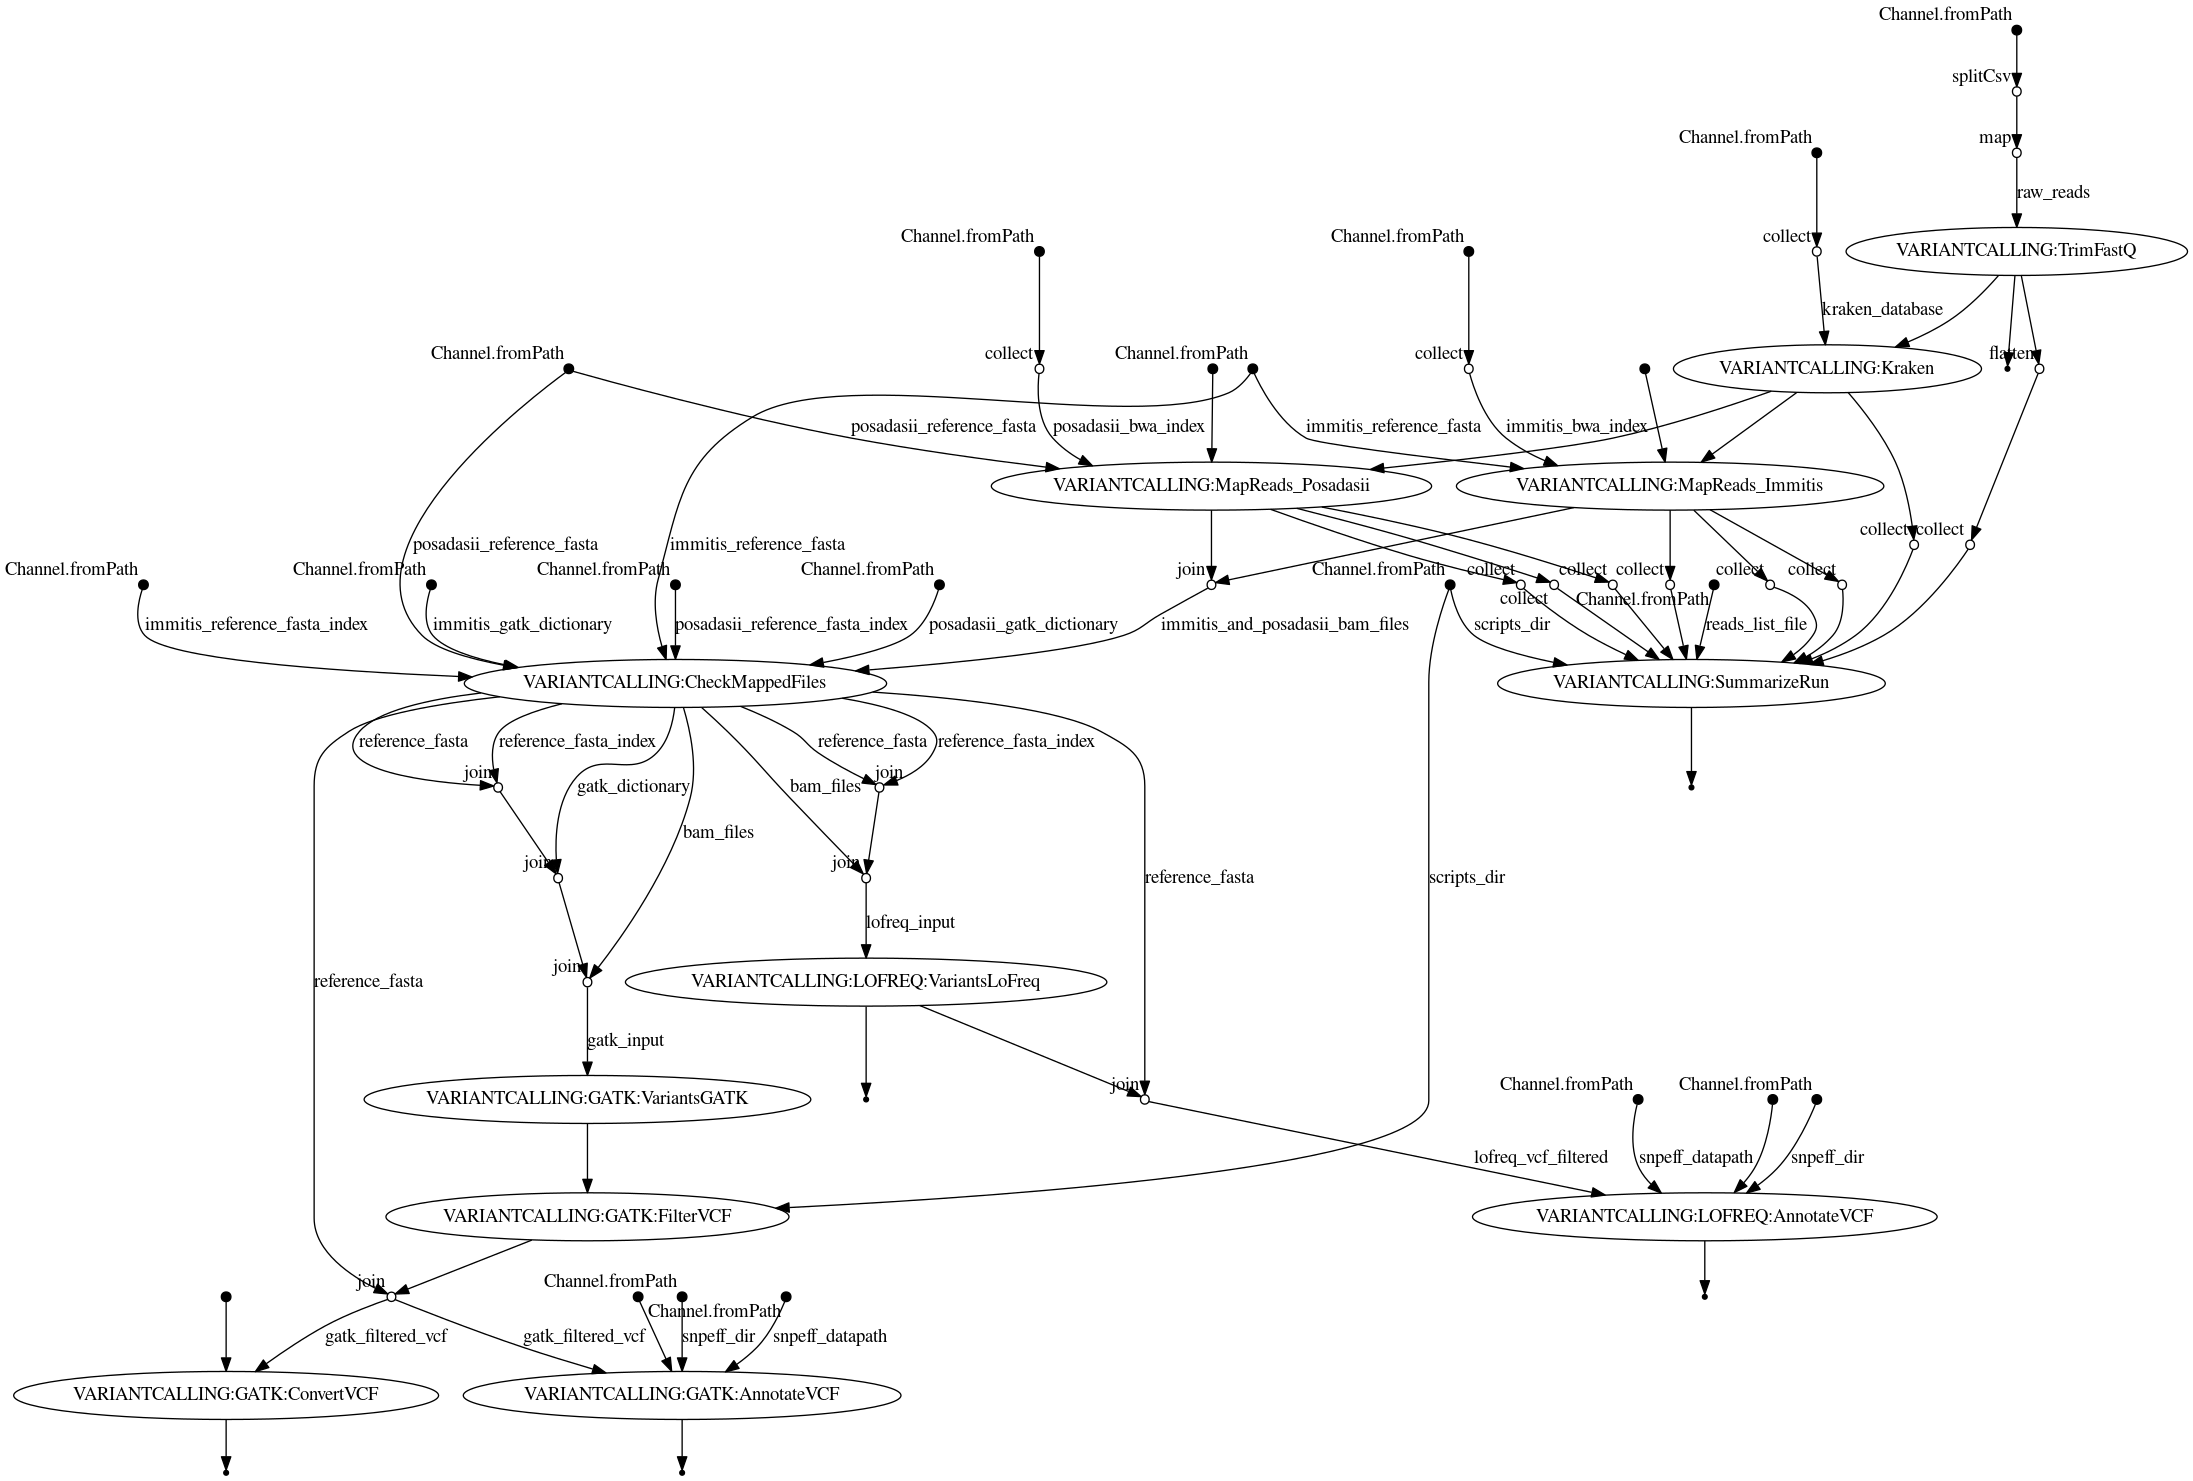 Channel.fromPath
splitCsv
map
Channel.fromPath
raw_reads
Channel.fromPath
Channel.fromPath
collect
VARIANTCALLING:TrimFastQ
kraken_database
Channel.fromPath
collect
Channel.fromPath
collect
VARIANTCALLING:Kraken
flatten
posadasii_reference_fasta
posadasii_bwa_index
immitis_reference_fasta
immitis_bwa_index
VARIANTCALLING:MapReads_Posadasii
VARIANTCALLING:MapReads_Immitis
collect
collect
posadasii_reference_fasta
immitis_reference_fasta
Channel.fromPath
Channel.fromPath
Channel.fromPath
Channel.fromPath
join
Channel.fromPath
collect
collect
collect
collect
collect
collect
Channel.fromPath
immitis_reference_fasta_index
immitis_gatk_dictionary
posadasii_reference_fasta_index
posadasii_gatk_dictionary
immitis_and_posadasii_bam_files
scripts_dir
reads_list_file
VARIANTCALLING:CheckMappedFiles
VARIANTCALLING:SummarizeRun
reference_fasta
reference_fasta_index
reference_fasta
reference_fasta_index
join
join
gatk_dictionary
bam_files
bam_files
join
join
reference_fasta
scripts_dir
lofreq_input
join
reference_fasta
VARIANTCALLING:LOFREQ:VariantsLoFreq
gatk_input
join
Channel.fromPath
Channel.fromPath
VARIANTCALLING:GATK:VariantsGATK
lofreq_vcf_filtered
snpeff_datapath
snpeff_dir
VARIANTCALLING:GATK:FilterVCF
VARIANTCALLING:LOFREQ:AnnotateVCF
join
Channel.fromPath
Channel.fromPath
gatk_filtered_vcf
gatk_filtered_vcf
snpeff_dir
snpeff_datapath
VARIANTCALLING:GATK:ConvertVCF
VARIANTCALLING:GATK:AnnotateVCF